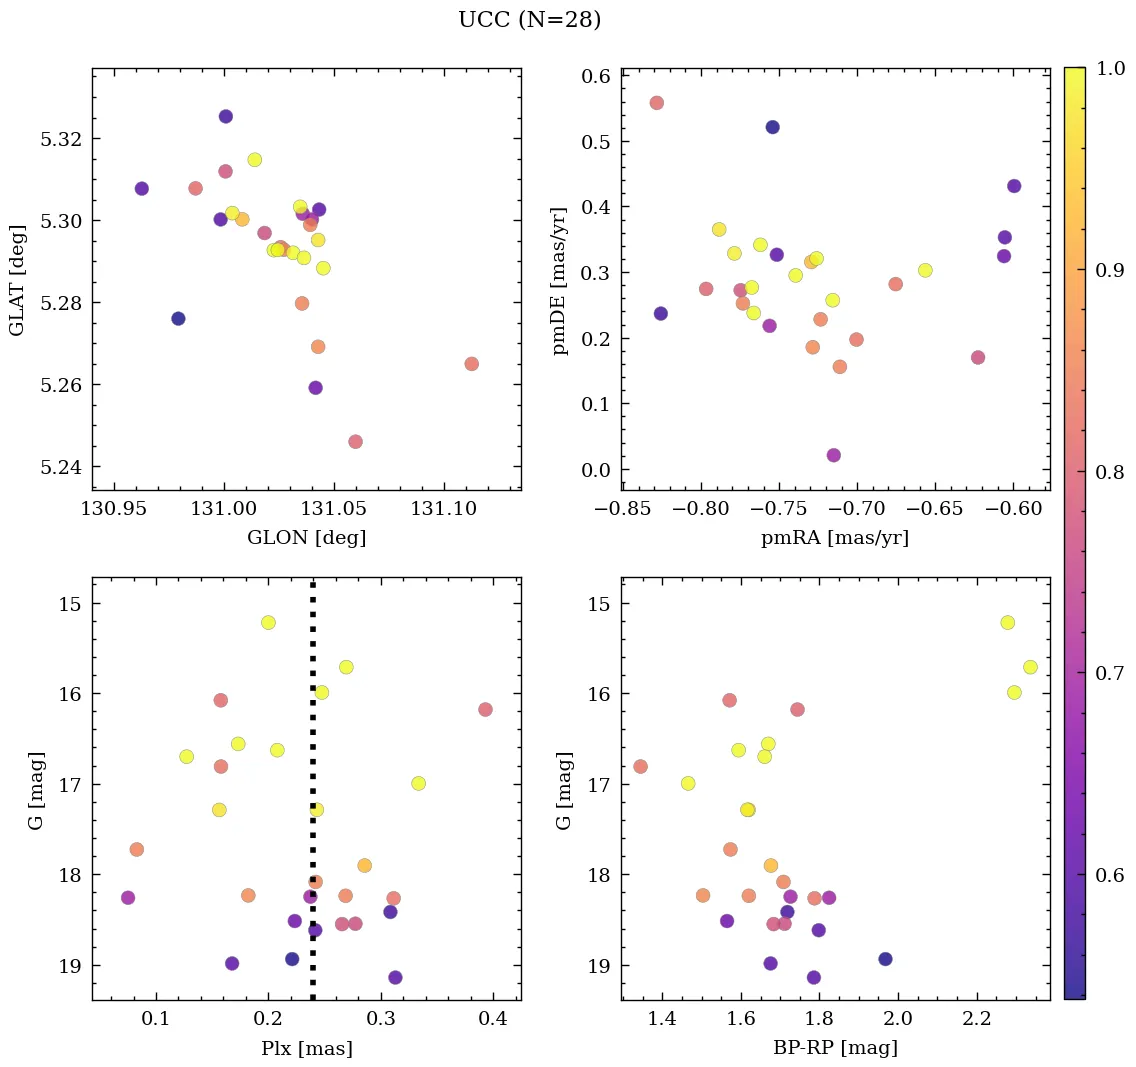 UCC (N=28)
5.32
5.30
5.28
5.26
5.24
GLAT [deg]
130.95 131.00 131.05 131.10
GLON [deg]
0.6
0.5
0.4
0.3
0.2
0.1
0.0
pmDE [mas/yr]
−0.85 −0.80 −0.75 −0.70 −0.65 −0.60
pmRA [mas/yr]
15
16
17
18
19
G [mag]
0.1 0.2 0.3 0.4
Plx [mas]
15
16
17
18
19
G [mag]
1.4 1.6 1.8 2.0 2.2
BP-RP [mag]
1.0
0.9
0.8
0.7
0.6